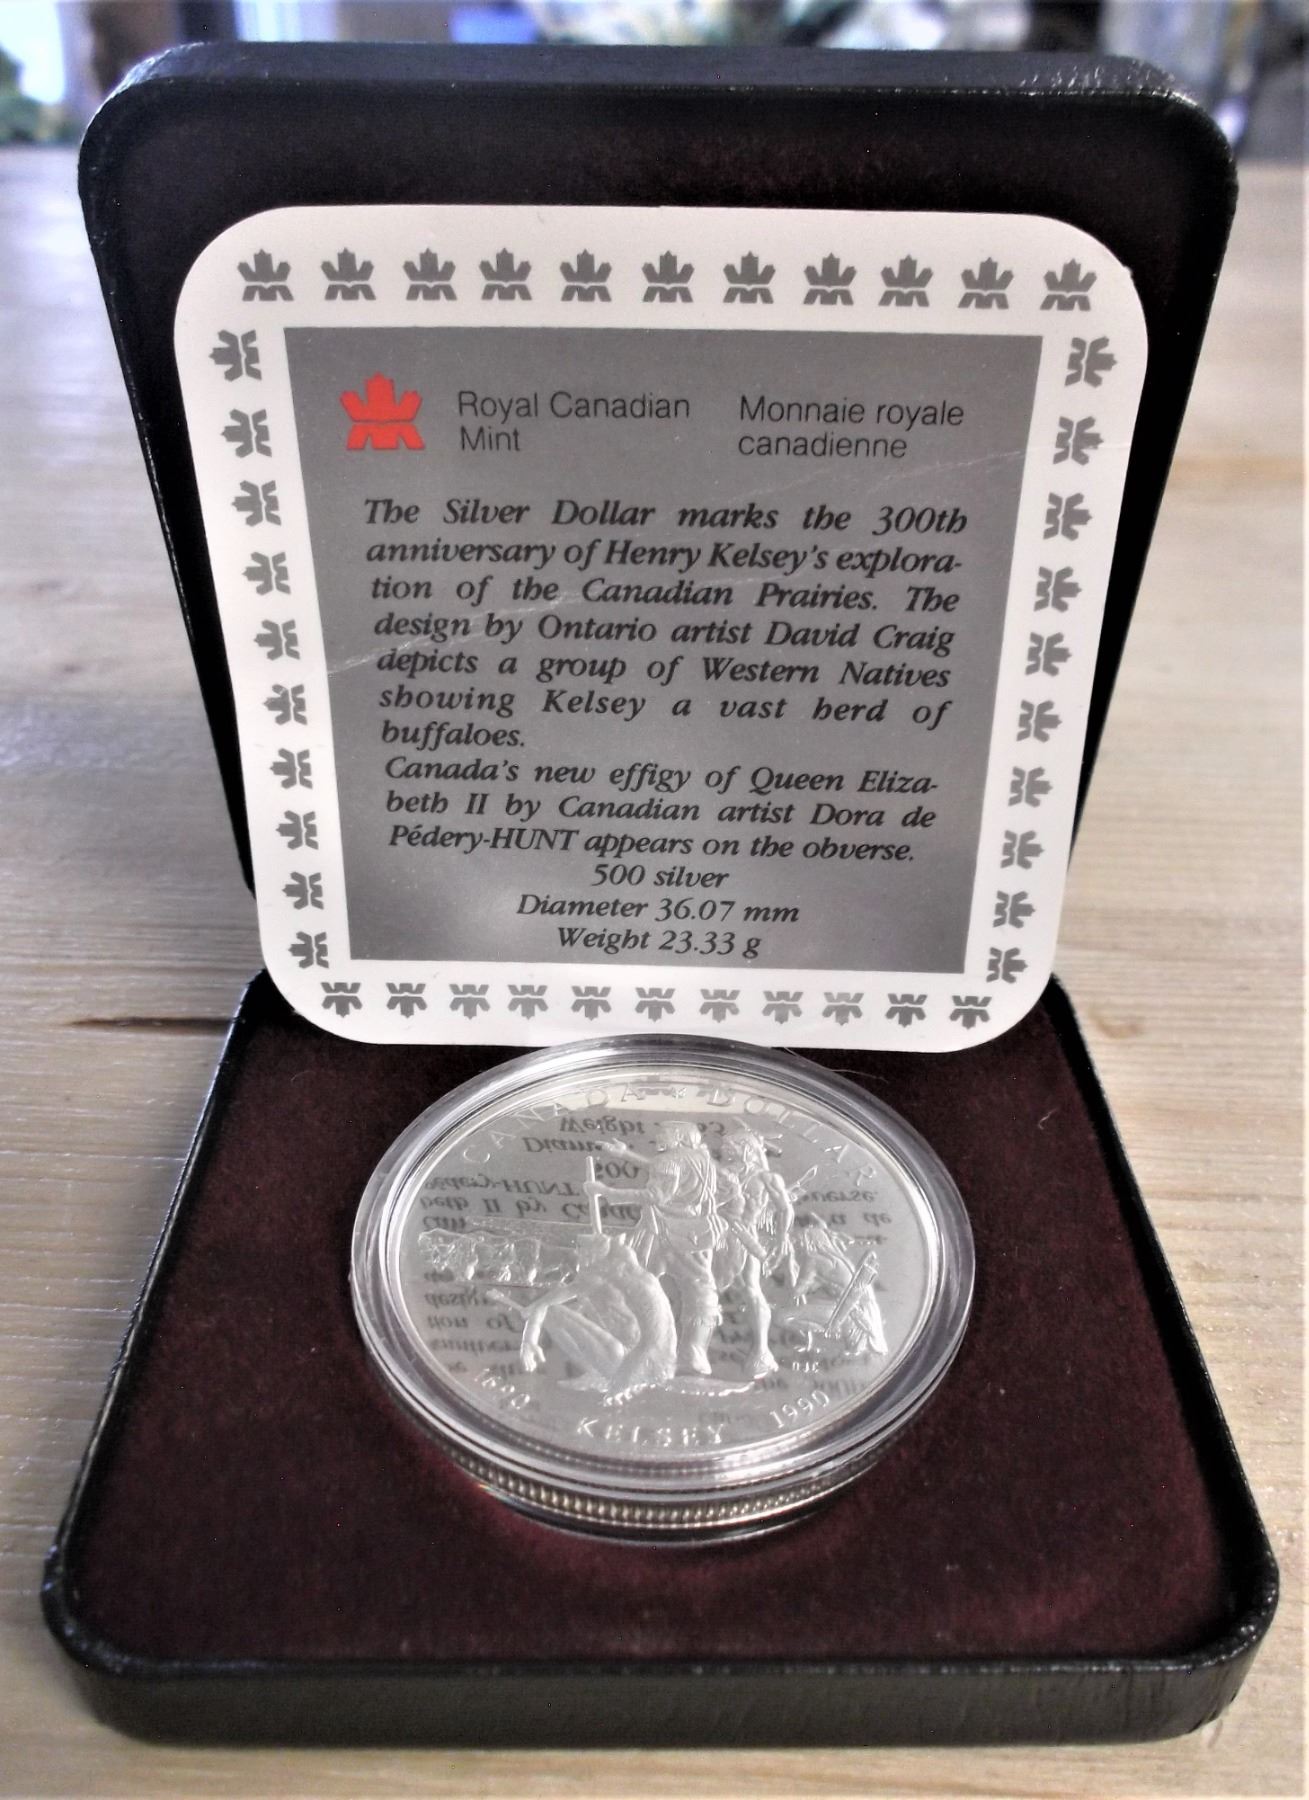 Royal Canadian
Mint
Monnaie royale
canadienne
The Silver Dollar marks the 300th
anniversary of Henry Kelsey's explora-
tion of the Canadian Prairies. The
design by Ontario artist David Craig
depicts a group of Western Natives
showing Kelsey a vast herd of
buffaloes.
Canada's new effigy of Queen Eliza-
beth II by Canadian artist Dora de
Pédery-HUNT appears on the obverse.
500 silver
Diameter 36.07 mm
Weight 23.33 g
CANADA DOLLAR
1690 KELSEY 1990
DJC